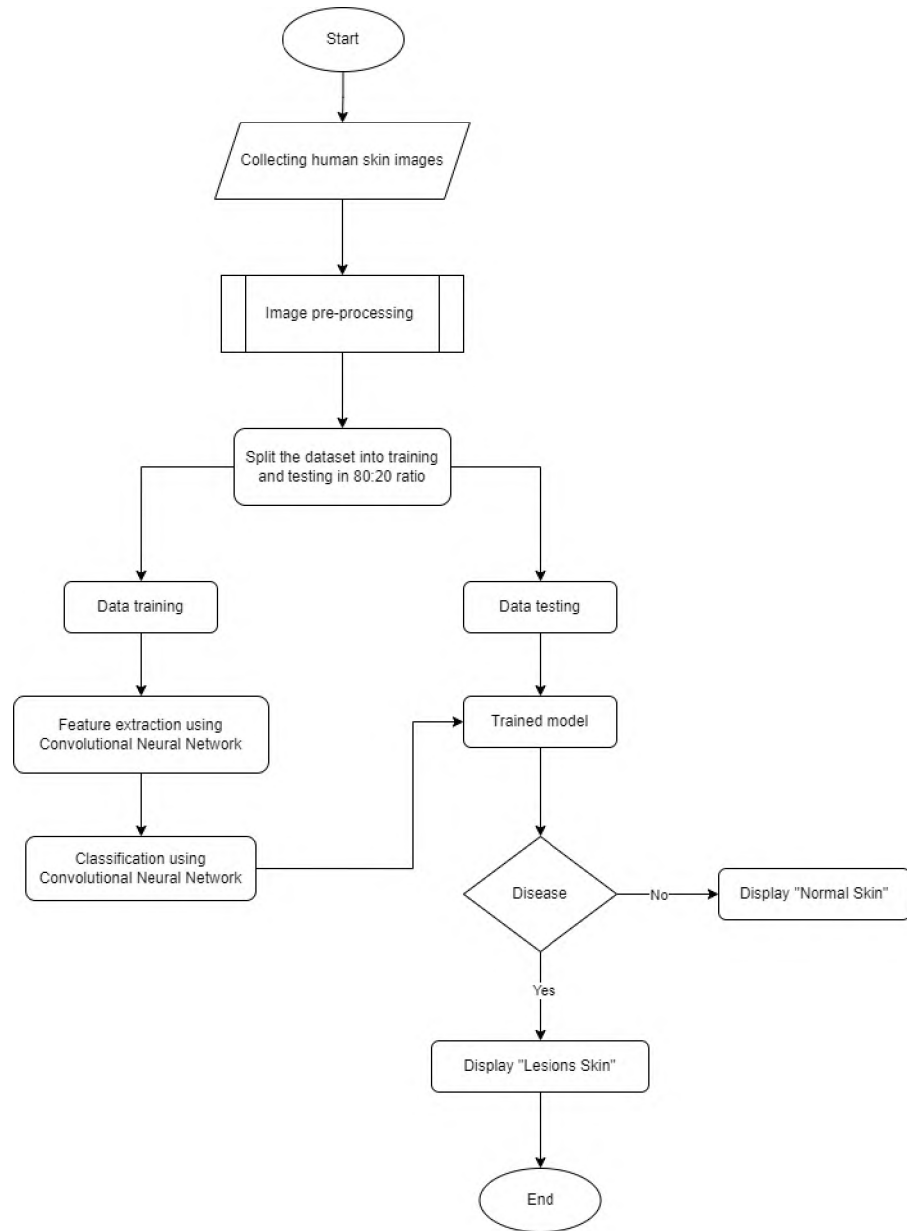 Start
Collecting human skin images
Image pre-processing
Split the dataset into training
and testing in 80:20 ratio
Data training
Data testing
Feature extraction using
Convolutional Neural Network
Trained model
Classification using
Convolutional Neural Network
Disease
No
Display "Normal Skin"
Yes
Display "Lesions Skin"
End